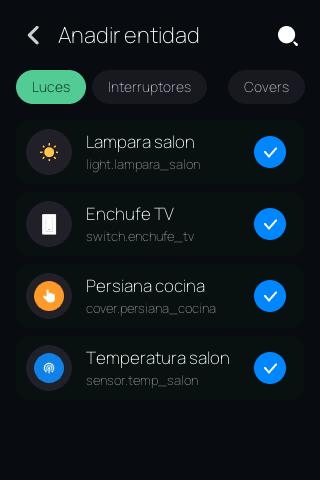 Anadir entidad
Luces
Interruptores
Covers
Lampara salon
light.lampara_salon
Enchufe TV
switch.enchufe_tv
Persiana cocina
cover.persiana_cocina
Temperatura salon
sensor.temp_salon